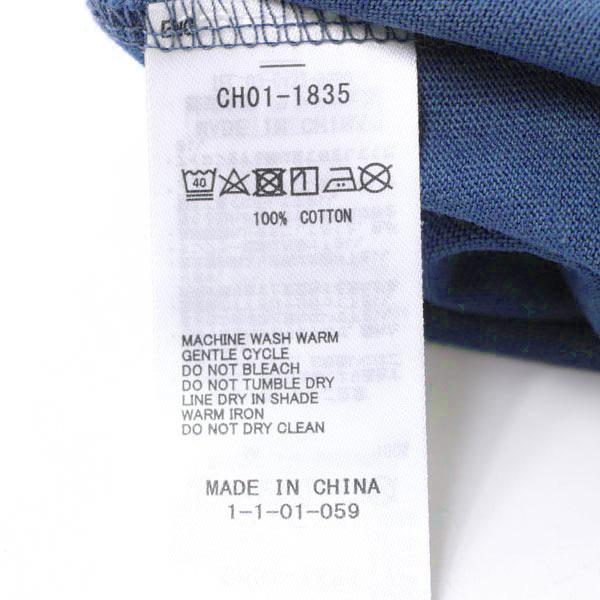 CH01-1835
40
100% COTTON
MACHINE WASH WARM
GENTLE CYCLE
DO NOT BLEACH
DO NOT TUMBLE DRY
LINE DRY IN SHADE
WARM IRON
DO NOT DRY CLEAN
MADE IN CHINA
1-1-01-059